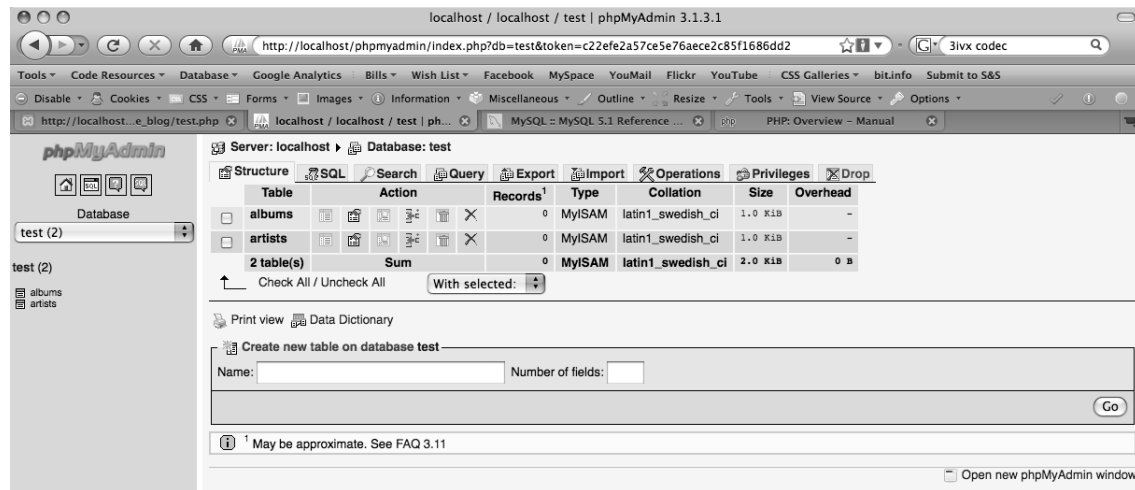 localhost / localhost / test | phpMyAdmin 3.1.3.1
http://localhost/phpmyadmin/index.php?db=test&token=c22efe2a57ce5e76aece2c85f1686dd2 3ivx codec
Tools Code Resources Database Google Analytics Bills Wish List Facebook MySpace YouMail Flickr YouTube CSS Galleries bit.info Submit to S&S
Disable Cookies CSS Forms Images Information Miscellaneous Outline Resize Tools View Source Options
http://localhost...e_blog/test.php localhost / localhost / test | ph... MySQL :: MySQL 5.1 Reference ... php PHP: Overview – Manual
phpMyAdmin
Database
test (2)
test (2)
albums
artists
Server: localhost Database: test
Structure SQL Search Query Export Import Operations Privileges Drop
Table Action Records1 Type Collation Size Overhead
albums 0 MyISAM latin1_swedish_ci 1.0 KiB -
artists 0 MyISAM latin1_swedish_ci 1.0 KiB -
2 table(s) Sum 0 MyISAM latin1_swedish_ci 2.0 KiB 0 B
Check All / Uncheck All With selected:
Print view Data Dictionary
Create new table on database test
Name: Number of fields:
Go
1 May be approximate. See FAQ 3.11
Open new phpMyAdmin window